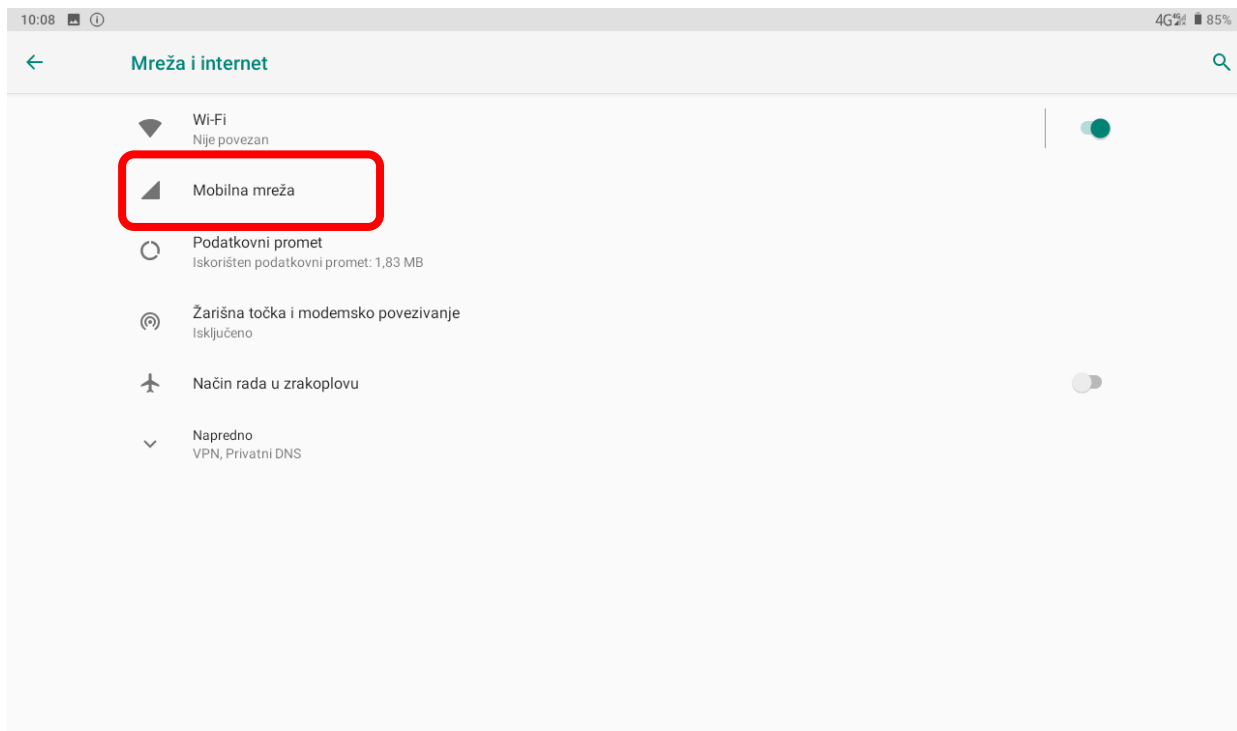 10:08 4G 85%
Mreža i internet
Wi-Fi
Nije povezan
Mobilna mreža
Podatkovni promet
Iskorišten podatkovni promet: 1,83 MB
Žarišna točka i modemsko povezivanje
Isključeno
Način rada u zrakoplovu
Napredno
VPN, Privatni DNS